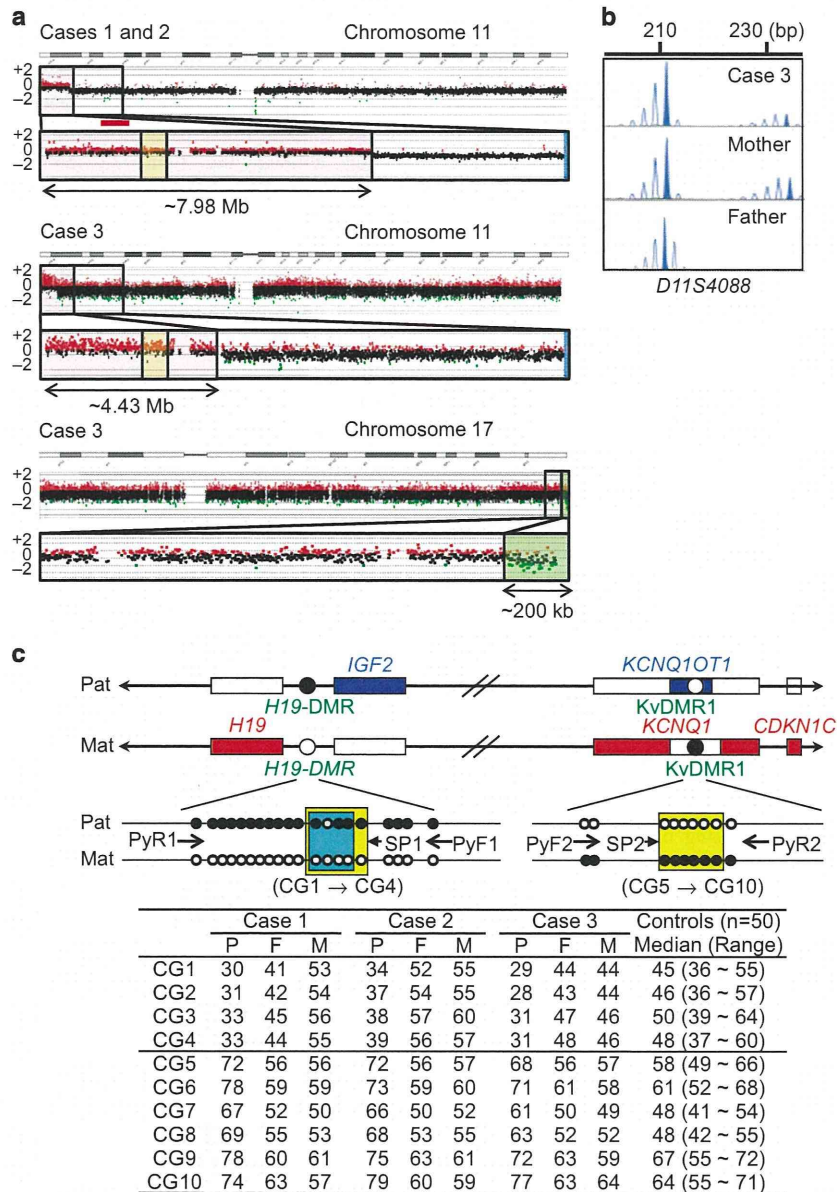 a
Cases 1 and 2 Chromosome 11
+2
0
−2
+2
0
−2
~7.98 Mb
Case 3 Chromosome 11
+2
0
−2
+2
0
−2
~4.43 Mb
Case 3 Chromosome 17
+2
0
−2
+2
0
−2
~200 kb
b
210 230 (bp)
Case 3
Mother
Father
D11S4088
c
IGF2 KCNQ1OT1
Pat
H19-DMR KvDMR1
H19 KCNQ1 CDKN1C
Mat
H19-DMR KvDMR1
Pat Pat
PyR1 SP1 PyF1 PyF2 SP2 PyR2
Mat Mat
(CG1 → CG4) (CG5 → CG10)
Case 1 Case 2 Case 3 Controls (n=50)
P F M P F M P F M Median (Range)
CG1 30 41 53 34 52 55 29 44 44 45 (36 ~ 55)
CG2 31 42 54 37 54 55 28 43 44 46 (36 ~ 57)
CG3 33 45 56 38 57 60 31 47 46 50 (39 ~ 64)
CG4 33 44 55 39 56 57 31 48 46 48 (37 ~ 60)
CG5 72 56 56 72 56 57 68 56 57 58 (49 ~ 66)
CG6 78 59 59 73 59 60 71 61 58 61 (52 ~ 68)
CG7 67 52 50 66 50 52 61 50 49 48 (41 ~ 54)
CG8 69 55 53 68 53 55 63 52 52 48 (42 ~ 55)
CG9 78 60 61 75 63 61 72 63 59 67 (55 ~ 72)
CG10 74 63 57 79 60 59 77 63 64 64 (55 ~ 71)